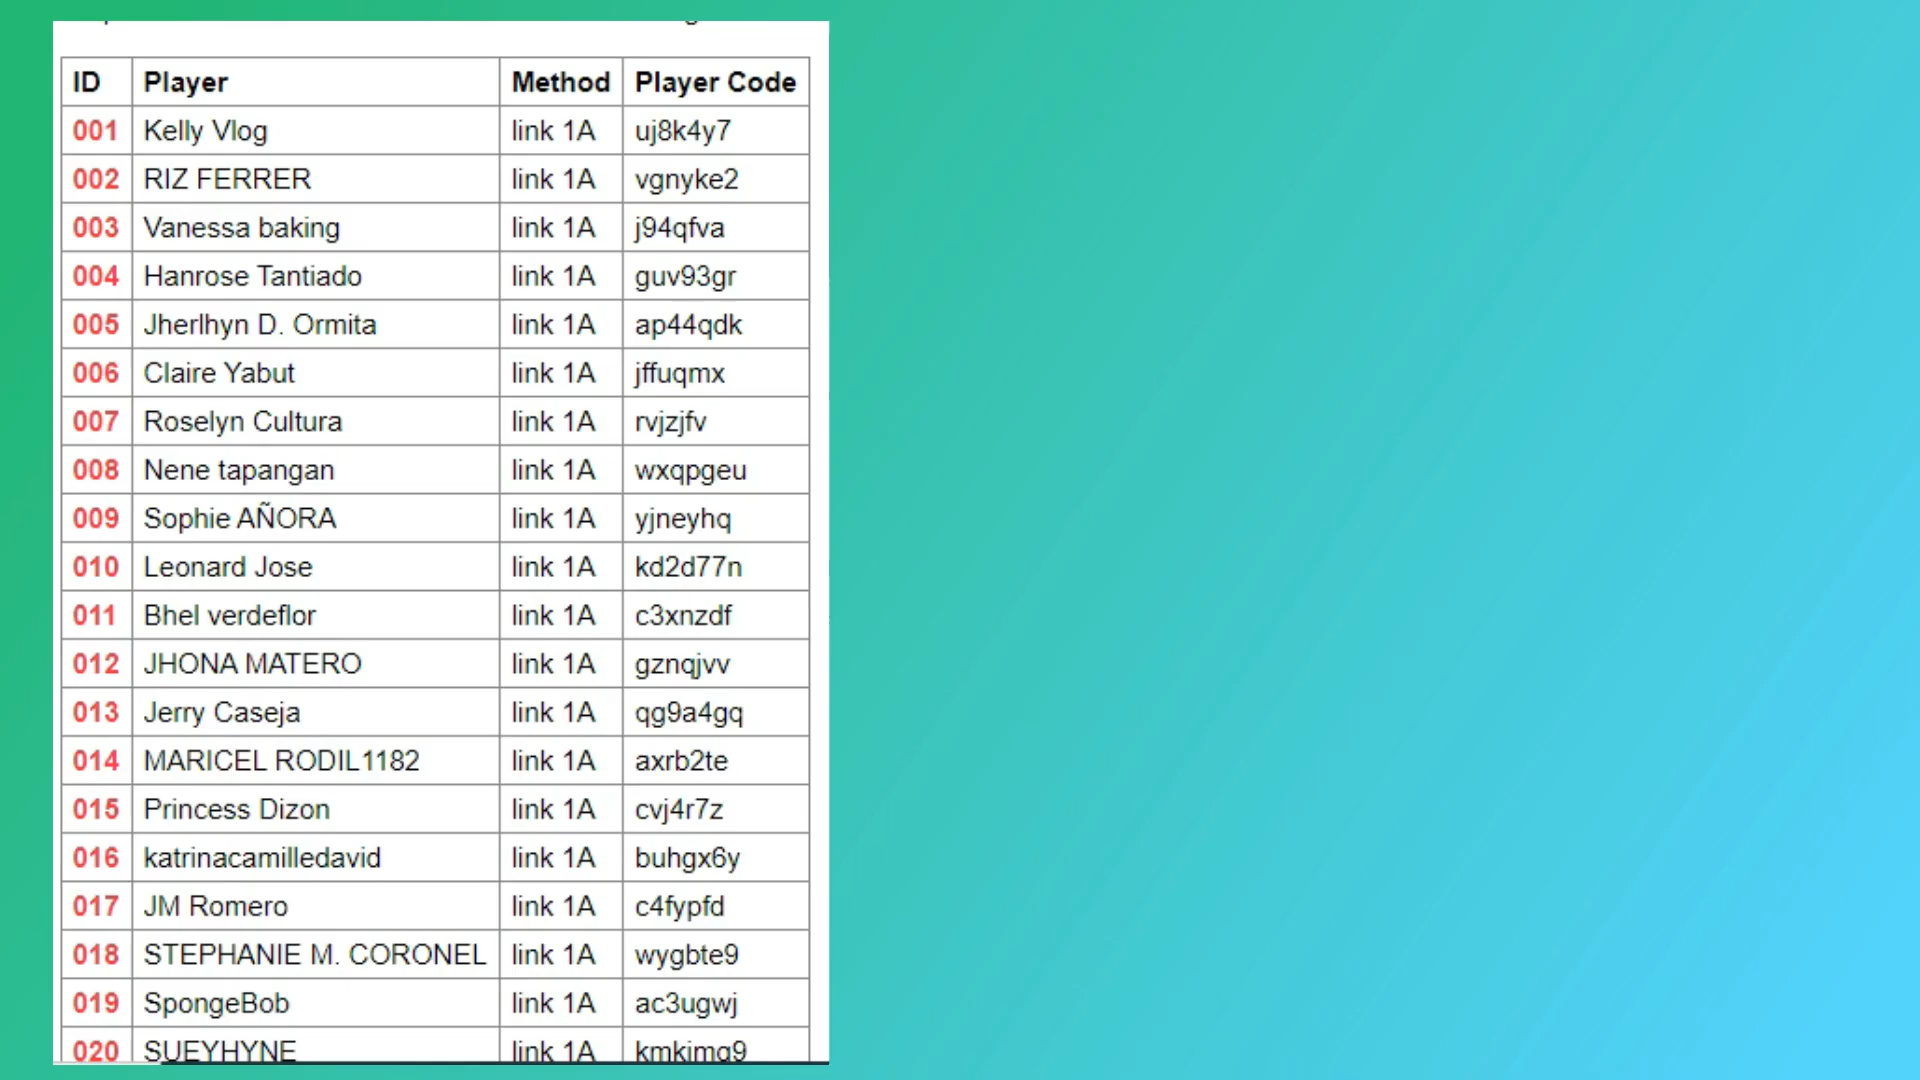 ID Player Method Player Code
001 Kelly Vlog link 1A uj8k4y7
002 RIZ FERRER link 1A vgnyke2
003 Vanessa baking link 1A j94qfva
004 Hanrose Tantiado link 1A guv93gr
005 Jherlhyn D. Ormita link 1A ap44qdk
006 Claire Yabut link 1A jffuqmx
007 Roselyn Cultura link 1A rvjzjfv
008 Nene tapangan link 1A wxqpgeu
009 Sophie AÑORA link 1A yjneyhq
010 Leonard Jose link 1A kd2d77n
011 Bhel verdeflor link 1A c3xnzdf
012 JHONA MATERO link 1A gznqjvv
013 Jerry Caseja link 1A qg9a4gq
014 MARICEL RODIL1182 link 1A axrb2te
015 Princess Dizon link 1A cvj4r7z
016 katrinacamilledavid link 1A buhgx6y
017 JM Romero link 1A c4fypfd
018 STEPHANIE M. CORONEL link 1A wygbte9
019 SpongeBob link 1A ac3ugwj
020 SUEYHYNE link 1A